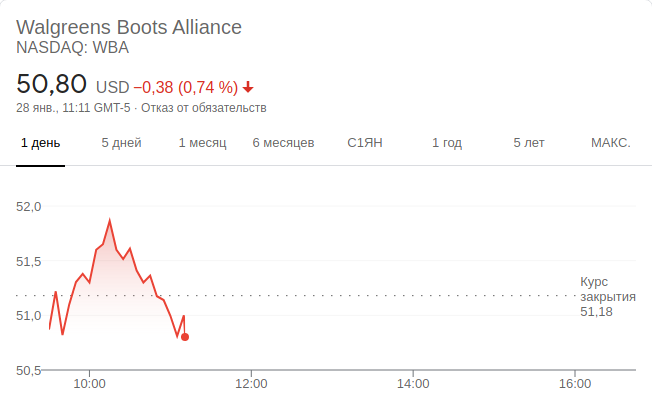 Walgreens Boots Alliance
NASDAQ: WBA
50,80 USD −0,38 (0,74 %)
28 янв., 11:11 GMT-5 · Отказ от обязательств
1 день 5 дней 1 месяц 6 месяцев С1ЯН 1 год 5 лет МАКС.
52,0
51,5
Курс
закрытия
51,18
51,0
50,5
10:00 12:00 14:00 16:00